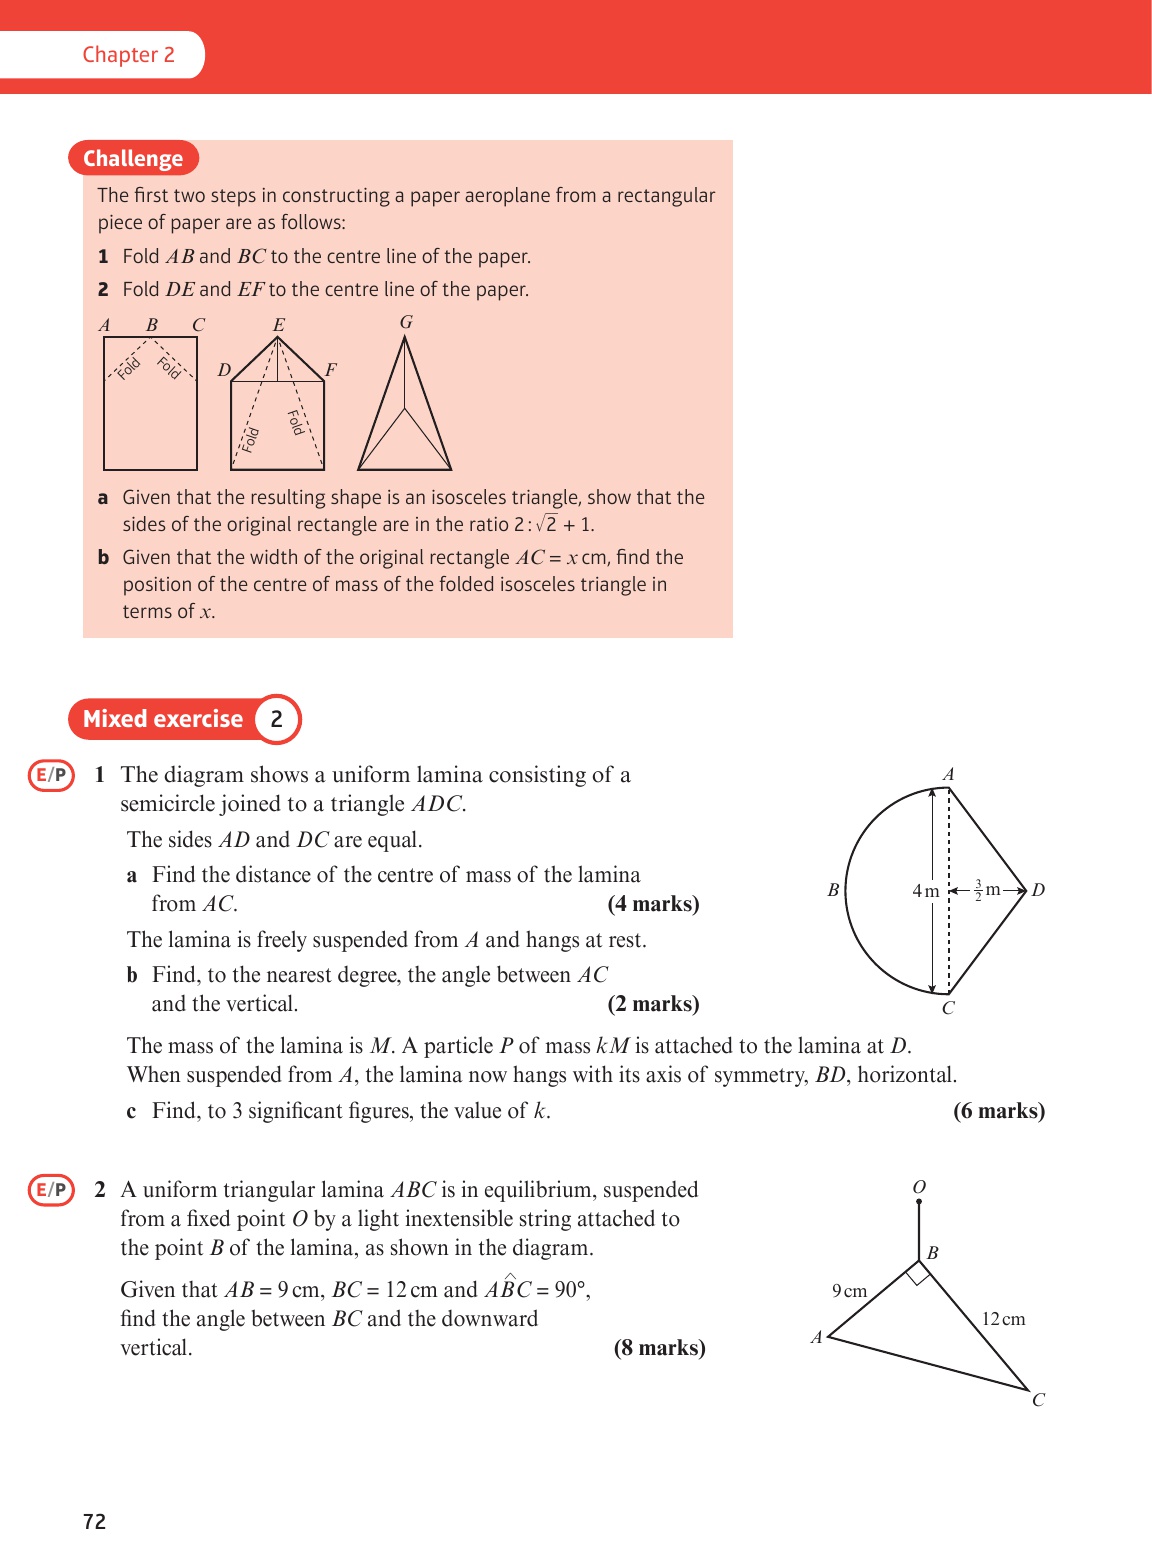 Chapter 2
Challenge
The first two steps in constructing a paper aeroplane from a rectangular
piece of paper are as follows:
1 Fold AB and BC to the centre line of the paper.
2 Fold DE and EF to the centre line of the paper.
A B C E G
D F
Fold Fold Fold Fold
a Given that the resulting shape is an isosceles triangle, show that the
sides of the original rectangle are in the ratio 2 : √2 + 1.
b Given that the width of the original rectangle AC = x cm, find the
position of the centre of mass of the folded isosceles triangle in
terms of x.
Mixed exercise 2
E/P 1 The diagram shows a uniform lamina consisting of a
semicircle joined to a triangle ADC.
The sides AD and DC are equal.
a Find the distance of the centre of mass of the lamina
from AC. (4 marks)
The lamina is freely suspended from A and hangs at rest.
b Find, to the nearest degree, the angle between AC
and the vertical. (2 marks)
A
B 4 m 3/2 m D
C
The mass of the lamina is M. A particle P of mass kM is attached to the lamina at D.
When suspended from A, the lamina now hangs with its axis of symmetry, BD, horizontal.
c Find, to 3 significant figures, the value of k. (6 marks)
E/P 2 A uniform triangular lamina ABC is in equilibrium, suspended
from a fixed point O by a light inextensible string attached to
the point B of the lamina, as shown in the diagram.
Given that AB = 9 cm, BC = 12 cm and AB̂C = 90°,
find the angle between BC and the downward
vertical. (8 marks)
O
B
9 cm
12 cm
A
C
72